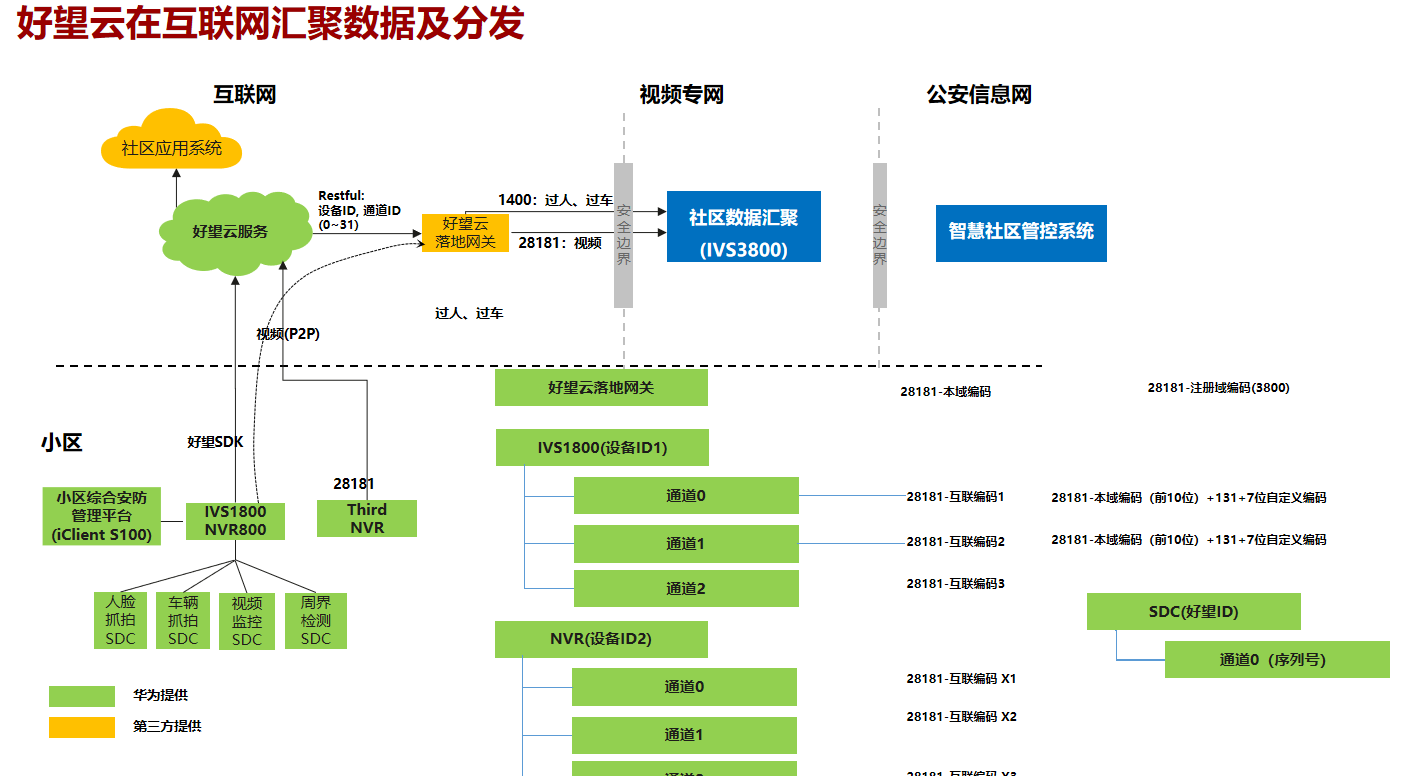 好望云在互联网汇聚数据及分发
互联网
视频专网
公安信息网
社区应用系统
好望云服务
Restful:
设备ID, 通道ID
(0~31)
好望云
落地网关
1400：过人、过车
28181：视频
安全边界
社区数据汇聚
(IVS3800)
安全边界
智慧社区管控系统
过人、过车
视频(P2P)
好望云落地网关
28181-本域编码
28181-注册域编码(3800)
小区
好望SDK
IVS1800(设备ID1)
28181
通道0
28181-互联编码1
28181-本域编码（前10位）+131+7位自定义编码
小区综合安防
管理平台
(iClient S100)
IVS1800
NVR800
Third
NVR
通道1
28181-互联编码2
28181-本域编码（前10位）+131+7位自定义编码
通道2
28181-互联编码3
人脸
抓拍
SDC
车辆
抓拍
SDC
视频
监控
SDC
周界
检测
SDC
SDC(好望ID)
NVR(设备ID2)
通道0（序列号）
通道0
28181-互联编码 X1
华为提供
28181-互联编码 X2
第三方提供
通道1
28181-互联编码 X3